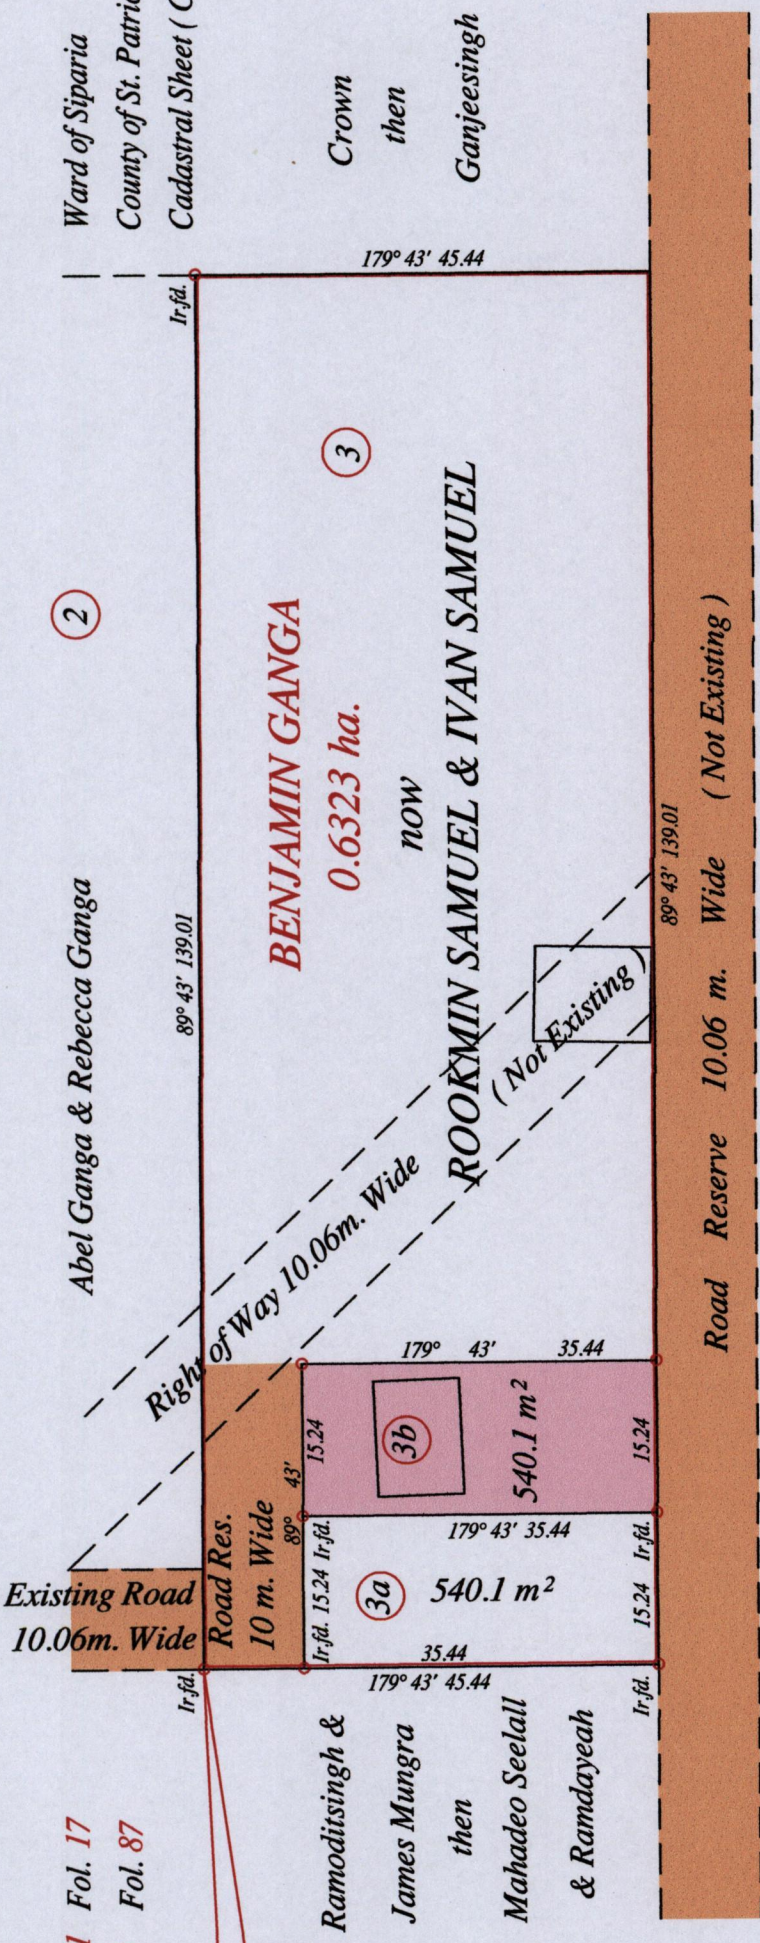 Ward of Siparia
County of St. Patric
Cadastral Sheet ( C
Crown
then
Ganjeesingh
179° 43' 45.44
Ir.fd.
2
3
Abel Ganga & Rebecca Ganga
89° 43' 139.01
BENJAMIN GANGA
0.6323 ha.
now
ROOKMIN SAMUEL & IVAN SAMUEL
Right of Way 10.06m. Wide
( Not Existing )
89° 43' 139.01
Road Reserve 10.06 m. Wide ( Not Existing )
179° 43' 35.44
15.24
3b
540.1 m²
15.24
89° 43'
179° 43' 35.44
Ir.fd.
Ir.fd.
Existing Road
10.06m. Wide
Road Res.
10 m. Wide
Ir.fd. 15.24
3a
540.1 m²
15.24
35.44
179° 43' 45.44
Ir.fd.
Ir.fd.
Ramoditsingh &
James Mungra
then
Mahadeo Seelall
& Ramdayeah
Fol. 17
Fol. 87